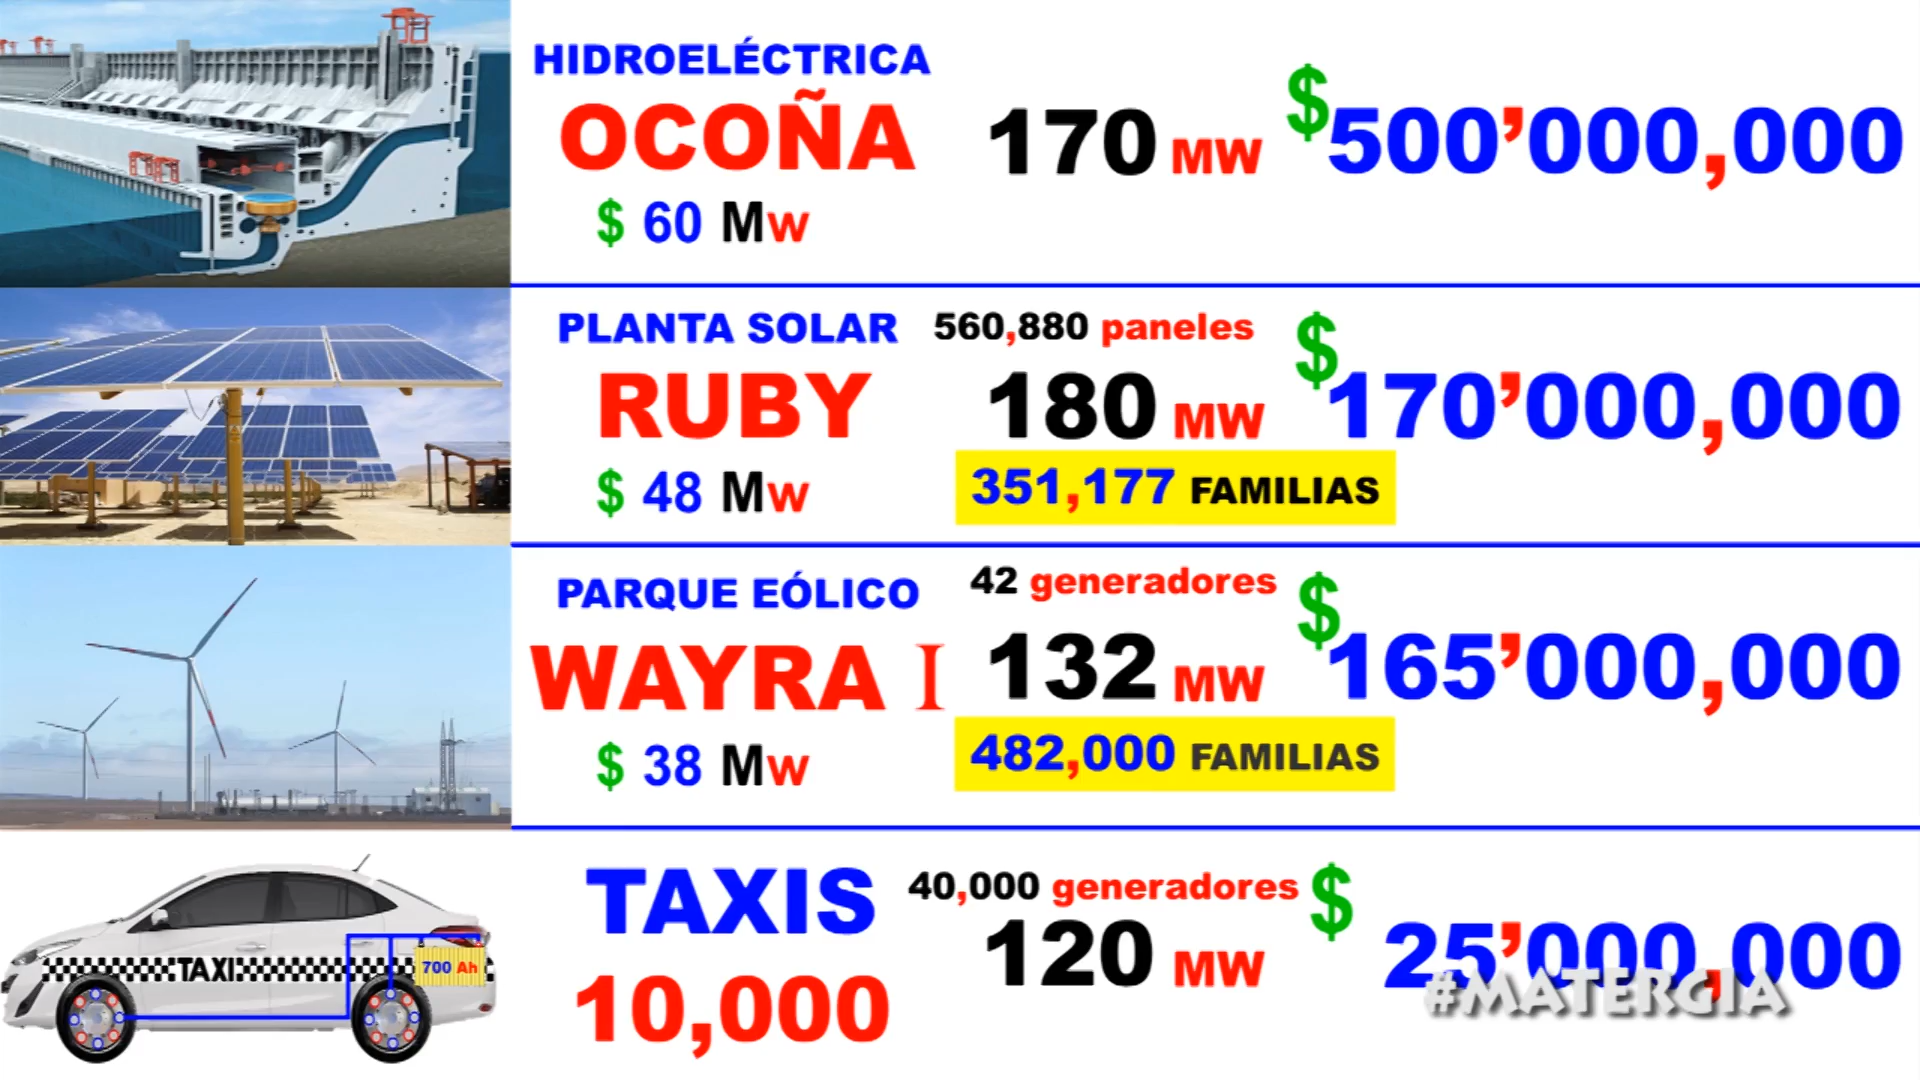 HIDROELÉCTRICA
OCOÑA 170 MW $500’000,000
$ 60 Mw
PLANTA SOLAR 560,880 paneles
RUBY 180 MW $170’000,000
$ 48 Mw 351,177 FAMILIAS
PARQUE EÓLICO 42 generadores
WAYRA I 132 MW $165’000,000
$ 38 Mw 482,000 FAMILIAS
TAXIS 40,000 generadores
10,000 120 MW $25’000,000
TAXI 700 Ah
#MATERGIA